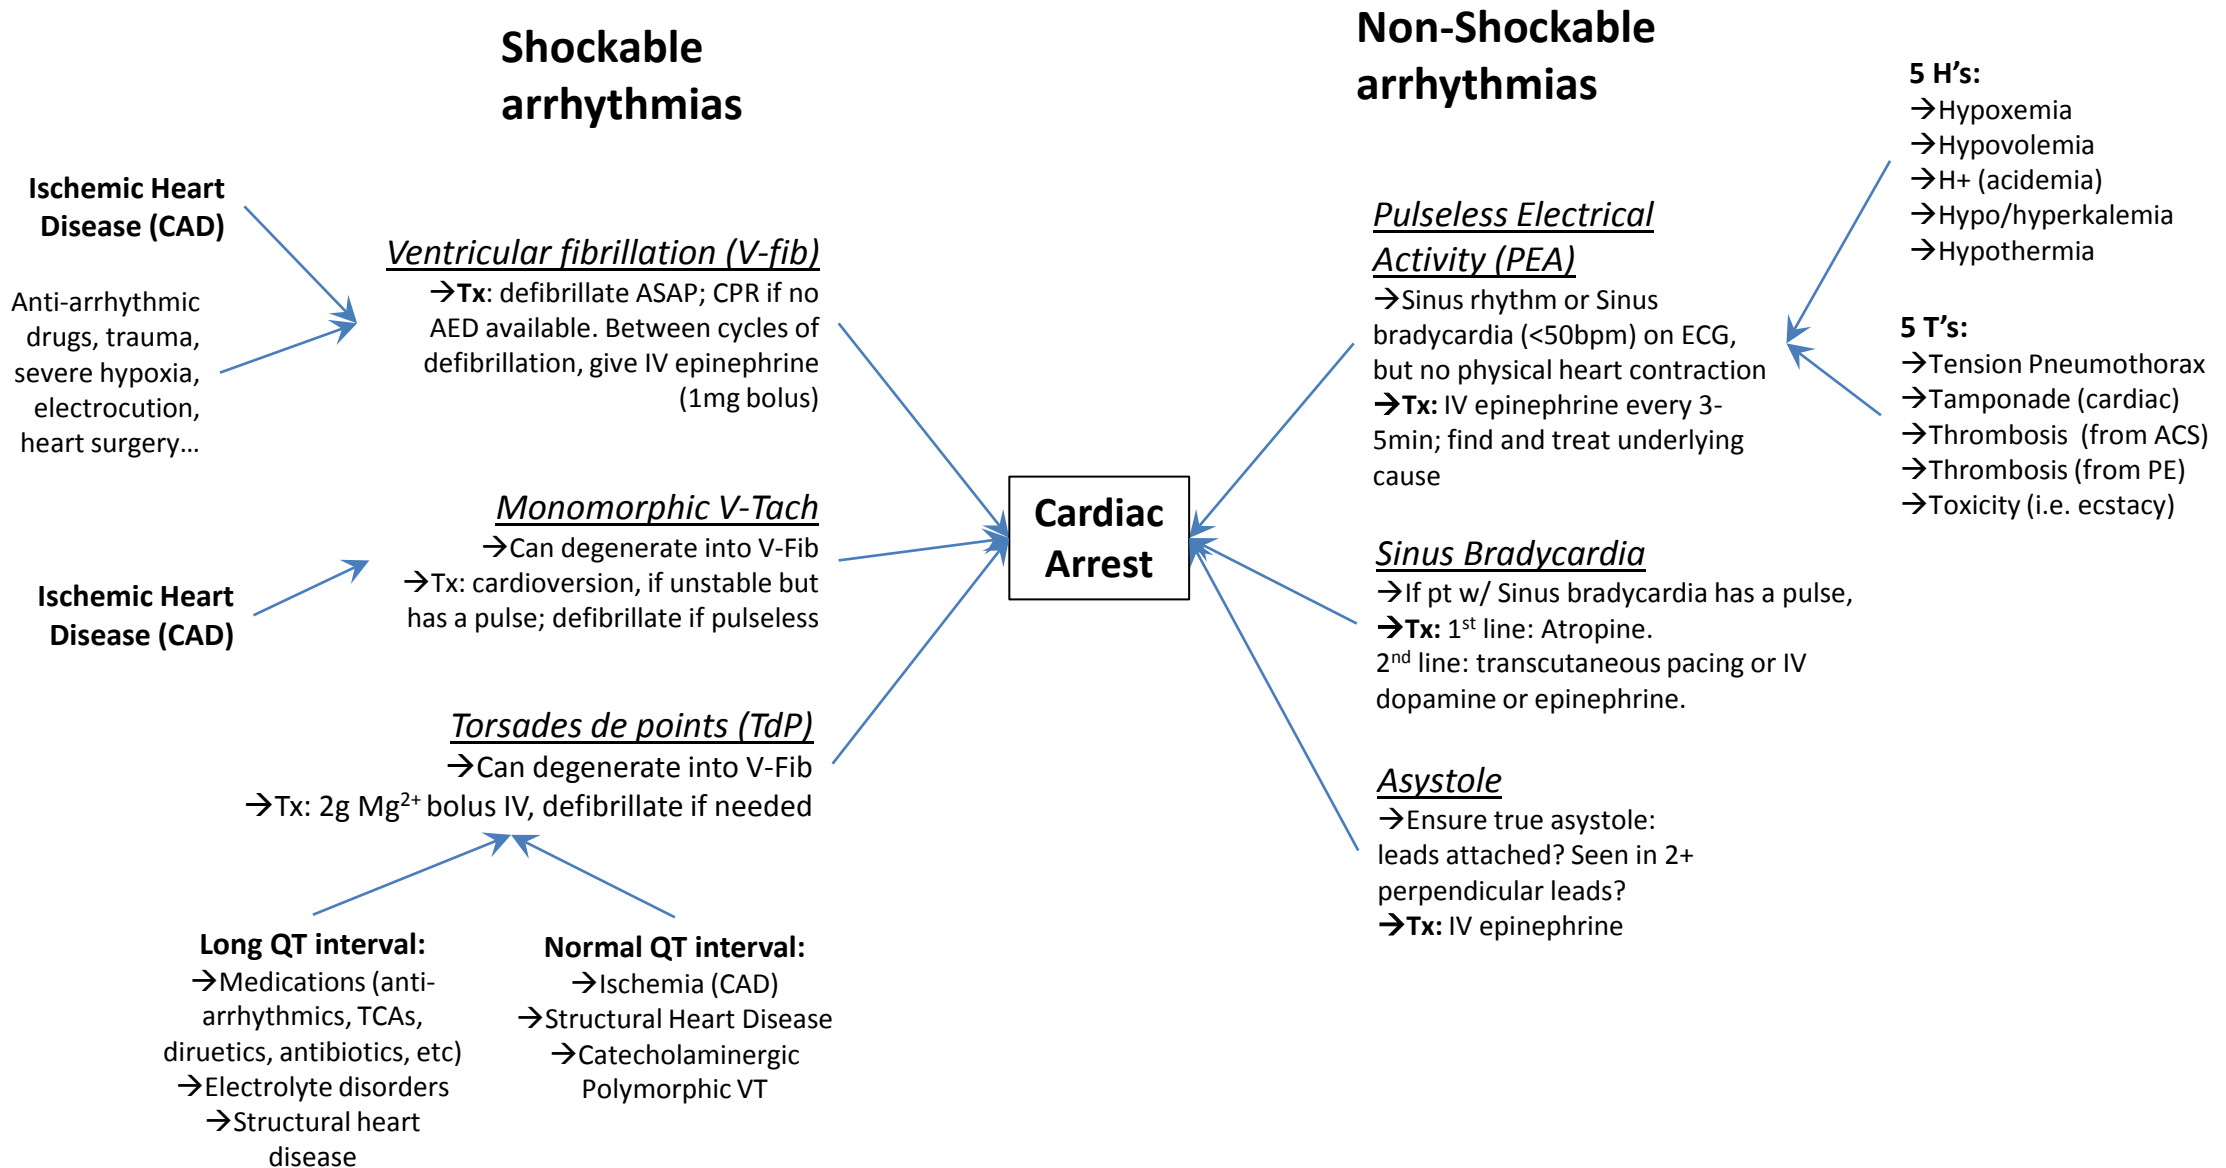 Shockable
arrhythmias
Ischemic Heart
Disease (CAD)
Anti-arrhythmic
drugs, trauma,
severe hypoxia,
electrocution,
heart surgery…
Ventricular fibrillation (V-fib)
→Tx: defibrillate ASAP; CPR if no
AED available. Between cycles of
defibrillation, give IV epinephrine
(1mg bolus)
Ischemic Heart
Disease (CAD)
Monomorphic V-Tach
→Can degenerate into V-Fib
→Tx: cardioversion, if unstable but
has a pulse; defibrillate if pulseless
Torsades de points (TdP)
→Can degenerate into V-Fib
→Tx: 2g Mg²⁺ bolus IV, defibrillate if needed
Long QT interval:
→Medications (anti-
arrhythmics, TCAs,
diruetics, antibiotics, etc)
→Electrolyte disorders
→Structural heart
disease
Normal QT interval:
→Ischemia (CAD)
→Structural Heart Disease
→Catecholaminergic
Polymorphic VT
Cardiac
Arrest
Non-Shockable
arrhythmias
Pulseless Electrical
Activity (PEA)
→Sinus rhythm or Sinus
bradycardia (<50bpm) on ECG,
but no physical heart contraction
→Tx: IV epinephrine every 3-
5min; find and treat underlying
cause
5 H’s:
→Hypoxemia
→Hypovolemia
→H+ (acidemia)
→Hypo/hyperkalemia
→Hypothermia
5 T’s:
→Tension Pneumothorax
→Tamponade (cardiac)
→Thrombosis (from ACS)
→Thrombosis (from PE)
→Toxicity (i.e. ecstacy)
Sinus Bradycardia
→If pt w/ Sinus bradycardia has a pulse,
→Tx: 1st line: Atropine.
2nd line: transcutaneous pacing or IV
dopamine or epinephrine.
Asystole
→Ensure true asystole:
leads attached? Seen in 2+
perpendicular leads?
→Tx: IV epinephrine